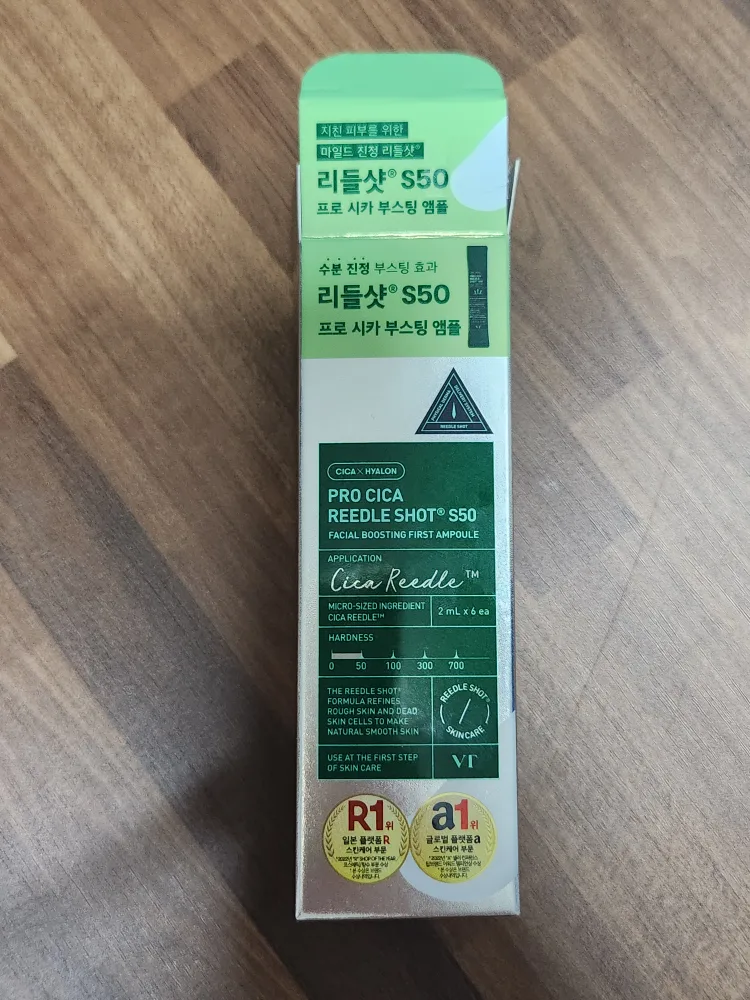 지친 피부를 위한
마일드 진정 리들샷®
리들샷® S50
프로 시카 부스팅 앰플
수분 진정 부스팅 효과
리들샷® S50
프로 시카 부스팅 앰플
PHYSICAL DERMA
DELIVERY SYSTEM
REEDLE SHOT
CICA × HYALON
PRO CICA
REEDLE SHOT® S50
FACIAL BOOSTING FIRST AMPOULE
APPLICATION
Cica Reedle™
MICRO-SIZED INGREDIENT
CICA REEDLE™
2 mL x 6 ea
HARDNESS
0 50 100 300 700
THE REEDLE SHOT®
FORMULA REFINES
ROUGH SKIN AND DEAD
SKIN CELLS TO MAKE
NATURAL SMOOTH SKIN
REEDLE SHOT®
SKINCARE
USE AT THE FIRST STEP
OF SKIN CARE
VT
R1위
일본 플랫폼R
스킨케어 부문
a1위
글로벌 플랫폼a
스킨케어 부문